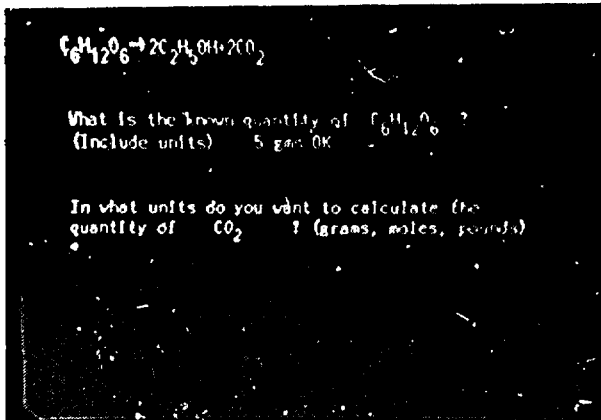 C₆H₁₂O₆→2C₂H₅OH+2CO₂
What is the known quantity of C₆H₁₂O₆ ?
(Include units) 5 gms OK
In what units do you want to calculate the
quantity of CO₂ ? (grams, moles, pounds)